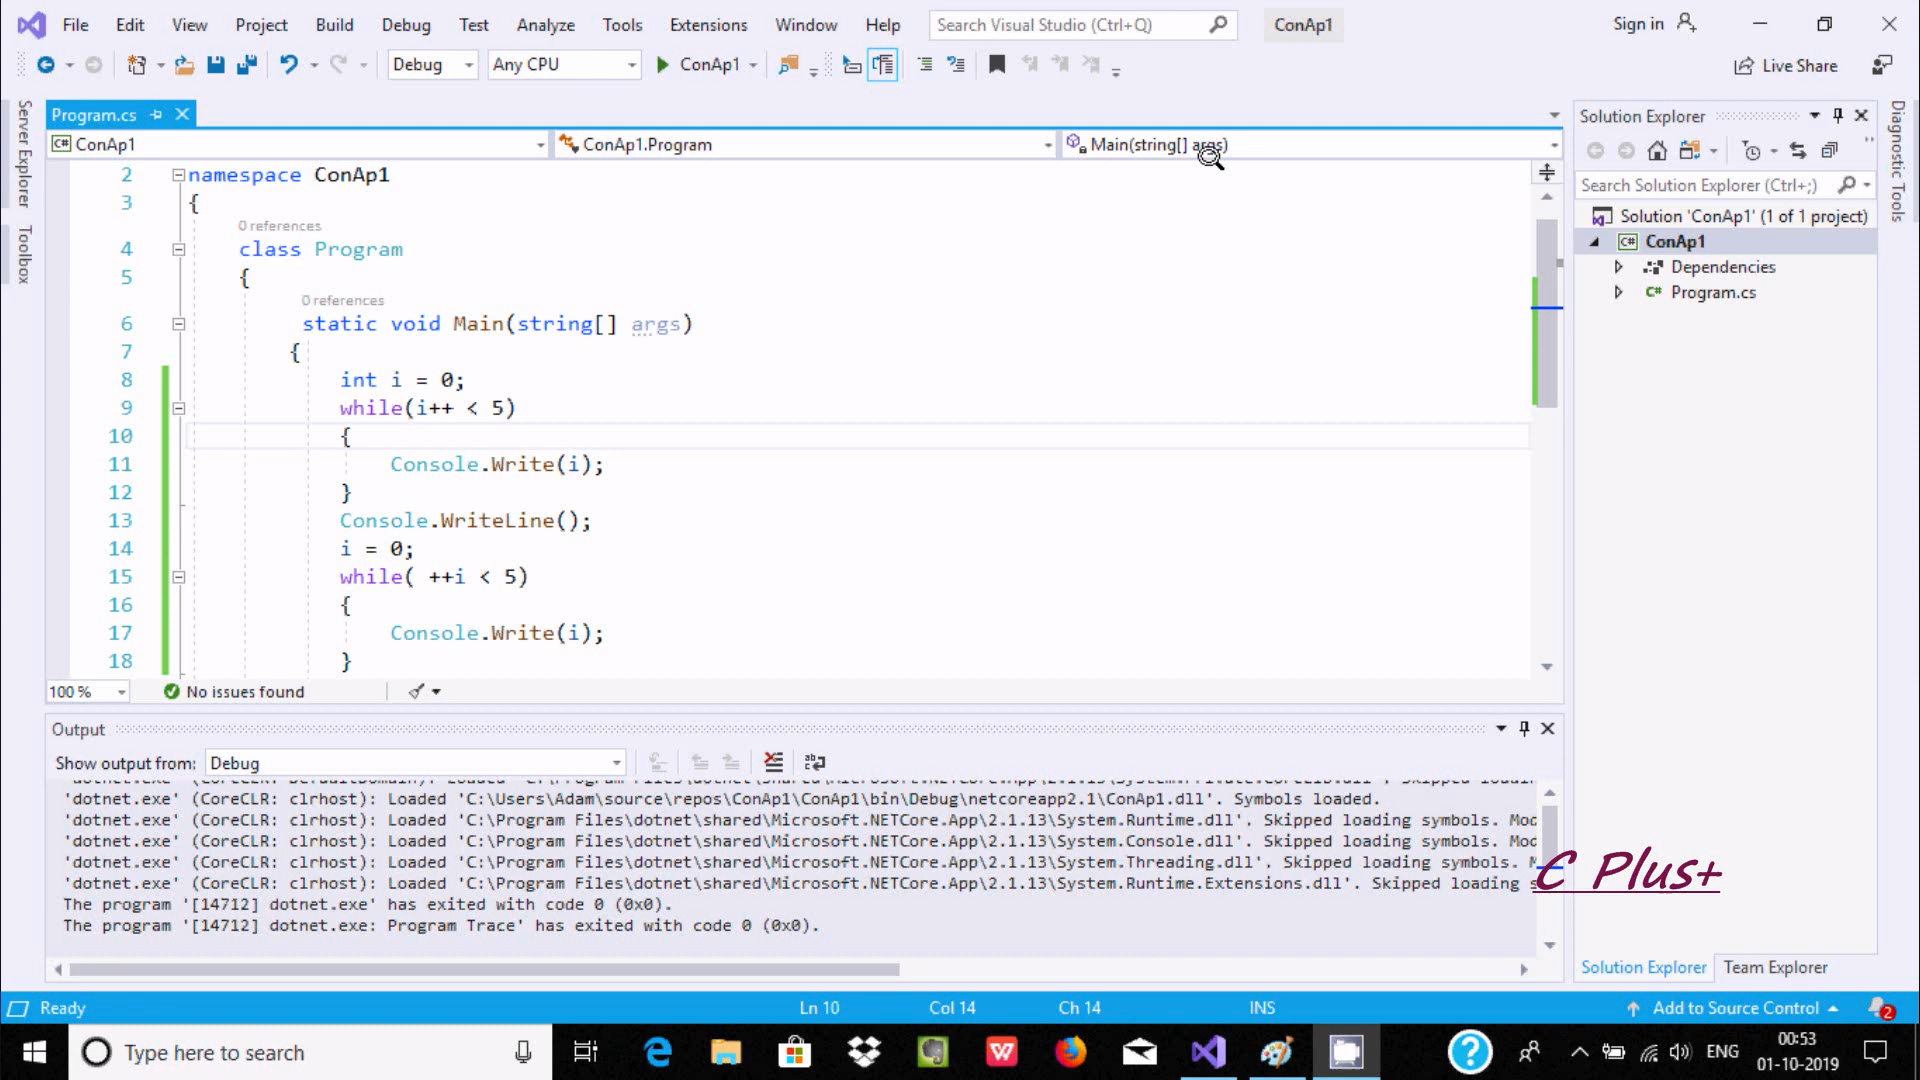 File Edit View Project Build Debug Test Analyze Tools Extensions Window Help Search Visual Studio (Ctrl+Q) ConAp1 Sign in
Debug Any CPU ConAp1 Live Share
Server Explorer
Toolbox
Program.cs
C# ConAp1 ConAp1.Program Main(string[] args)
2 namespace ConAp1
3 {
0 references
4 class Program
5 {
0 references
6 static void Main(string[] args)
7 {
8 int i = 0;
9 while(i++ < 5)
10 {
11 Console.Write(i);
12 }
13 Console.WriteLine();
14 i = 0;
15 while( ++i < 5)
16 {
17 Console.Write(i);
18 }
100 % No issues found
Solution Explorer
Search Solution Explorer (Ctrl+;)
Solution 'ConAp1' (1 of 1 project)
C# ConAp1
Dependencies
C# Program.cs
Diagnostic Tools
Output
Show output from: Debug
'dotnet.exe' (CoreCLR: clrhost): Loaded 'C:\Users\Adam\source\repos\ConAp1\ConAp1\bin\Debug\netcoreapp2.1\ConAp1.dll'. Symbols loaded.
'dotnet.exe' (CoreCLR: clrhost): Loaded 'C:\Program Files\dotnet\shared\Microsoft.NETCore.App\2.1.13\System.Runtime.dll'. Skipped loading symbols. Mod
'dotnet.exe' (CoreCLR: clrhost): Loaded 'C:\Program Files\dotnet\shared\Microsoft.NETCore.App\2.1.13\System.Console.dll'. Skipped loading symbols. Mod
'dotnet.exe' (CoreCLR: clrhost): Loaded 'C:\Program Files\dotnet\shared\Microsoft.NETCore.App\2.1.13\System.Threading.dll'. Skipped loading symbols. M
'dotnet.exe' (CoreCLR: clrhost): Loaded 'C:\Program Files\dotnet\shared\Microsoft.NETCore.App\2.1.13\System.Runtime.Extensions.dll'. Skipped loading s
The program '[14712] dotnet.exe' has exited with code 0 (0x0).
The program '[14712] dotnet.exe: Program Trace' has exited with code 0 (0x0).
C Plus+
Solution Explorer Team Explorer
Ready Ln 10 Col 14 Ch 14 INS Add to Source Control 2
Type here to search ENG 00:53
01-10-2019